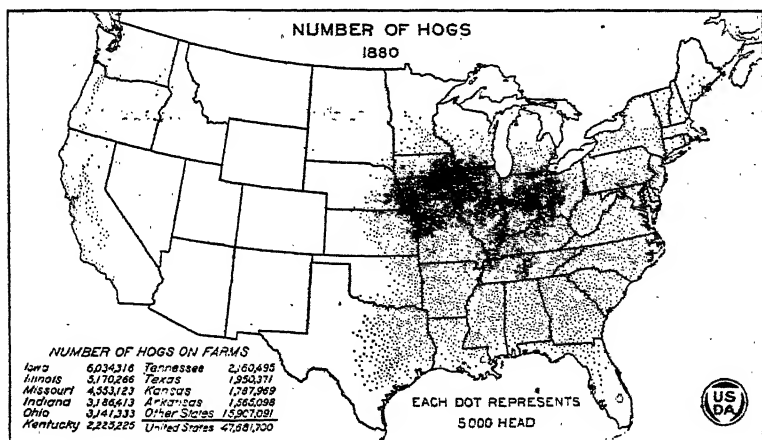 NUMBER OF HOGS
1880
NUMBER OF HOGS ON FARMS
Iowa 6,034,316 Tennessee 2,160,495
Illinois 5,170,266 Texas 1,950,371
Missouri 4,553,123 Kansas 1,787,969
Indiana 3,186,413 Arkansas 1,565,098
Ohio 3,141,333 Other States 15,907,091
Kentucky 2,225,225 United States 47,681,700
EACH DOT REPRESENTS
5000 HEAD
US
DA